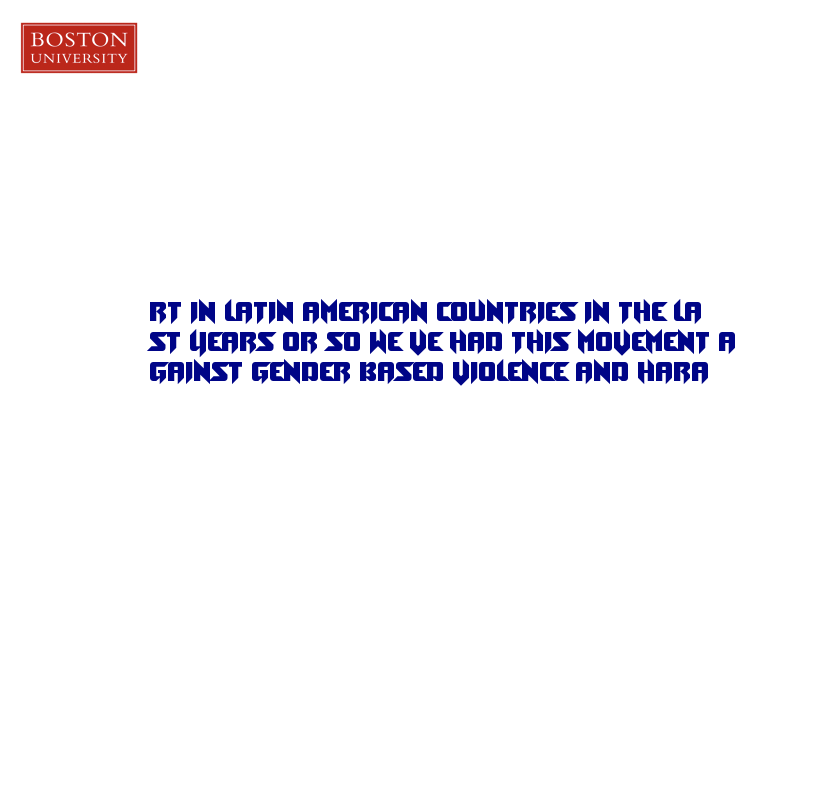 BOSTON
UNIVERSITY
RT IN LATIN AMERICAN COUNTRIES IN THE LA
ST YEARS OR SO WE VE HAD THIS MOVEMENT A
GAINST GENDER BASED VIOLENCE AND HARA